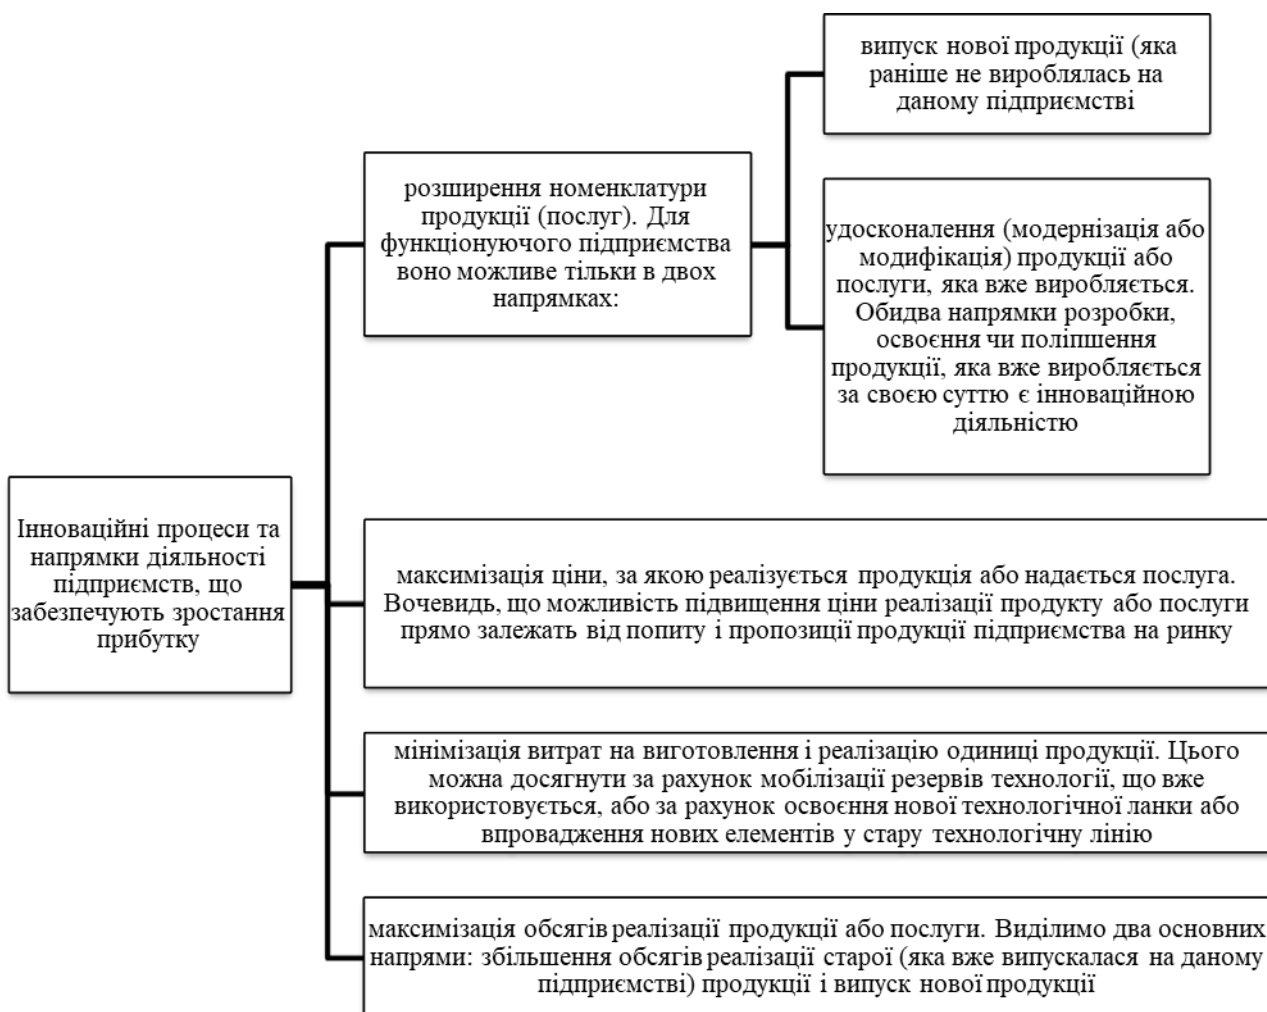 випуск нової продукції (яка
раніше не вироблялась на
даному підприємстві
розширення номенклатури
продукції (послуг). Для
функціонуючого підприємства
воно можливе тільки в двох
напрямках:
удосконалення (модернізація або
модифікація) продукції або
послуги, яка вже виробляється.
Обидва напрямки розробки,
освоєння чи поліпшення
продукції, яка вже виробляється
за своєю суттю є інноваційною
діяльністю
Інноваційні процеси та
напрямки діяльності
підприємств, що
забезпечують зростання
прибутку
максимізація ціни, за якою реалізується продукція або надається послуга.
Вочевидь, що можливість підвищення ціни реалізації продукту або послуги
прямо залежать від попиту і пропозиції продукції підприємства на ринку
мінімізація витрат на виготовлення і реалізацію одиниці продукції. Цього
можна досягнути за рахунок мобілізації резервів технології, що вже
використовується, або за рахунок освоєння нової технологічної ланки або
впровадження нових елементів у стару технологічну лінію
максимізація обсягів реалізації продукції або послуги. Виділимо два основних
напрями: збільшення обсягів реалізації старої (яка вже випускалася на даному
підприємстві) продукції і випуск нової продукції